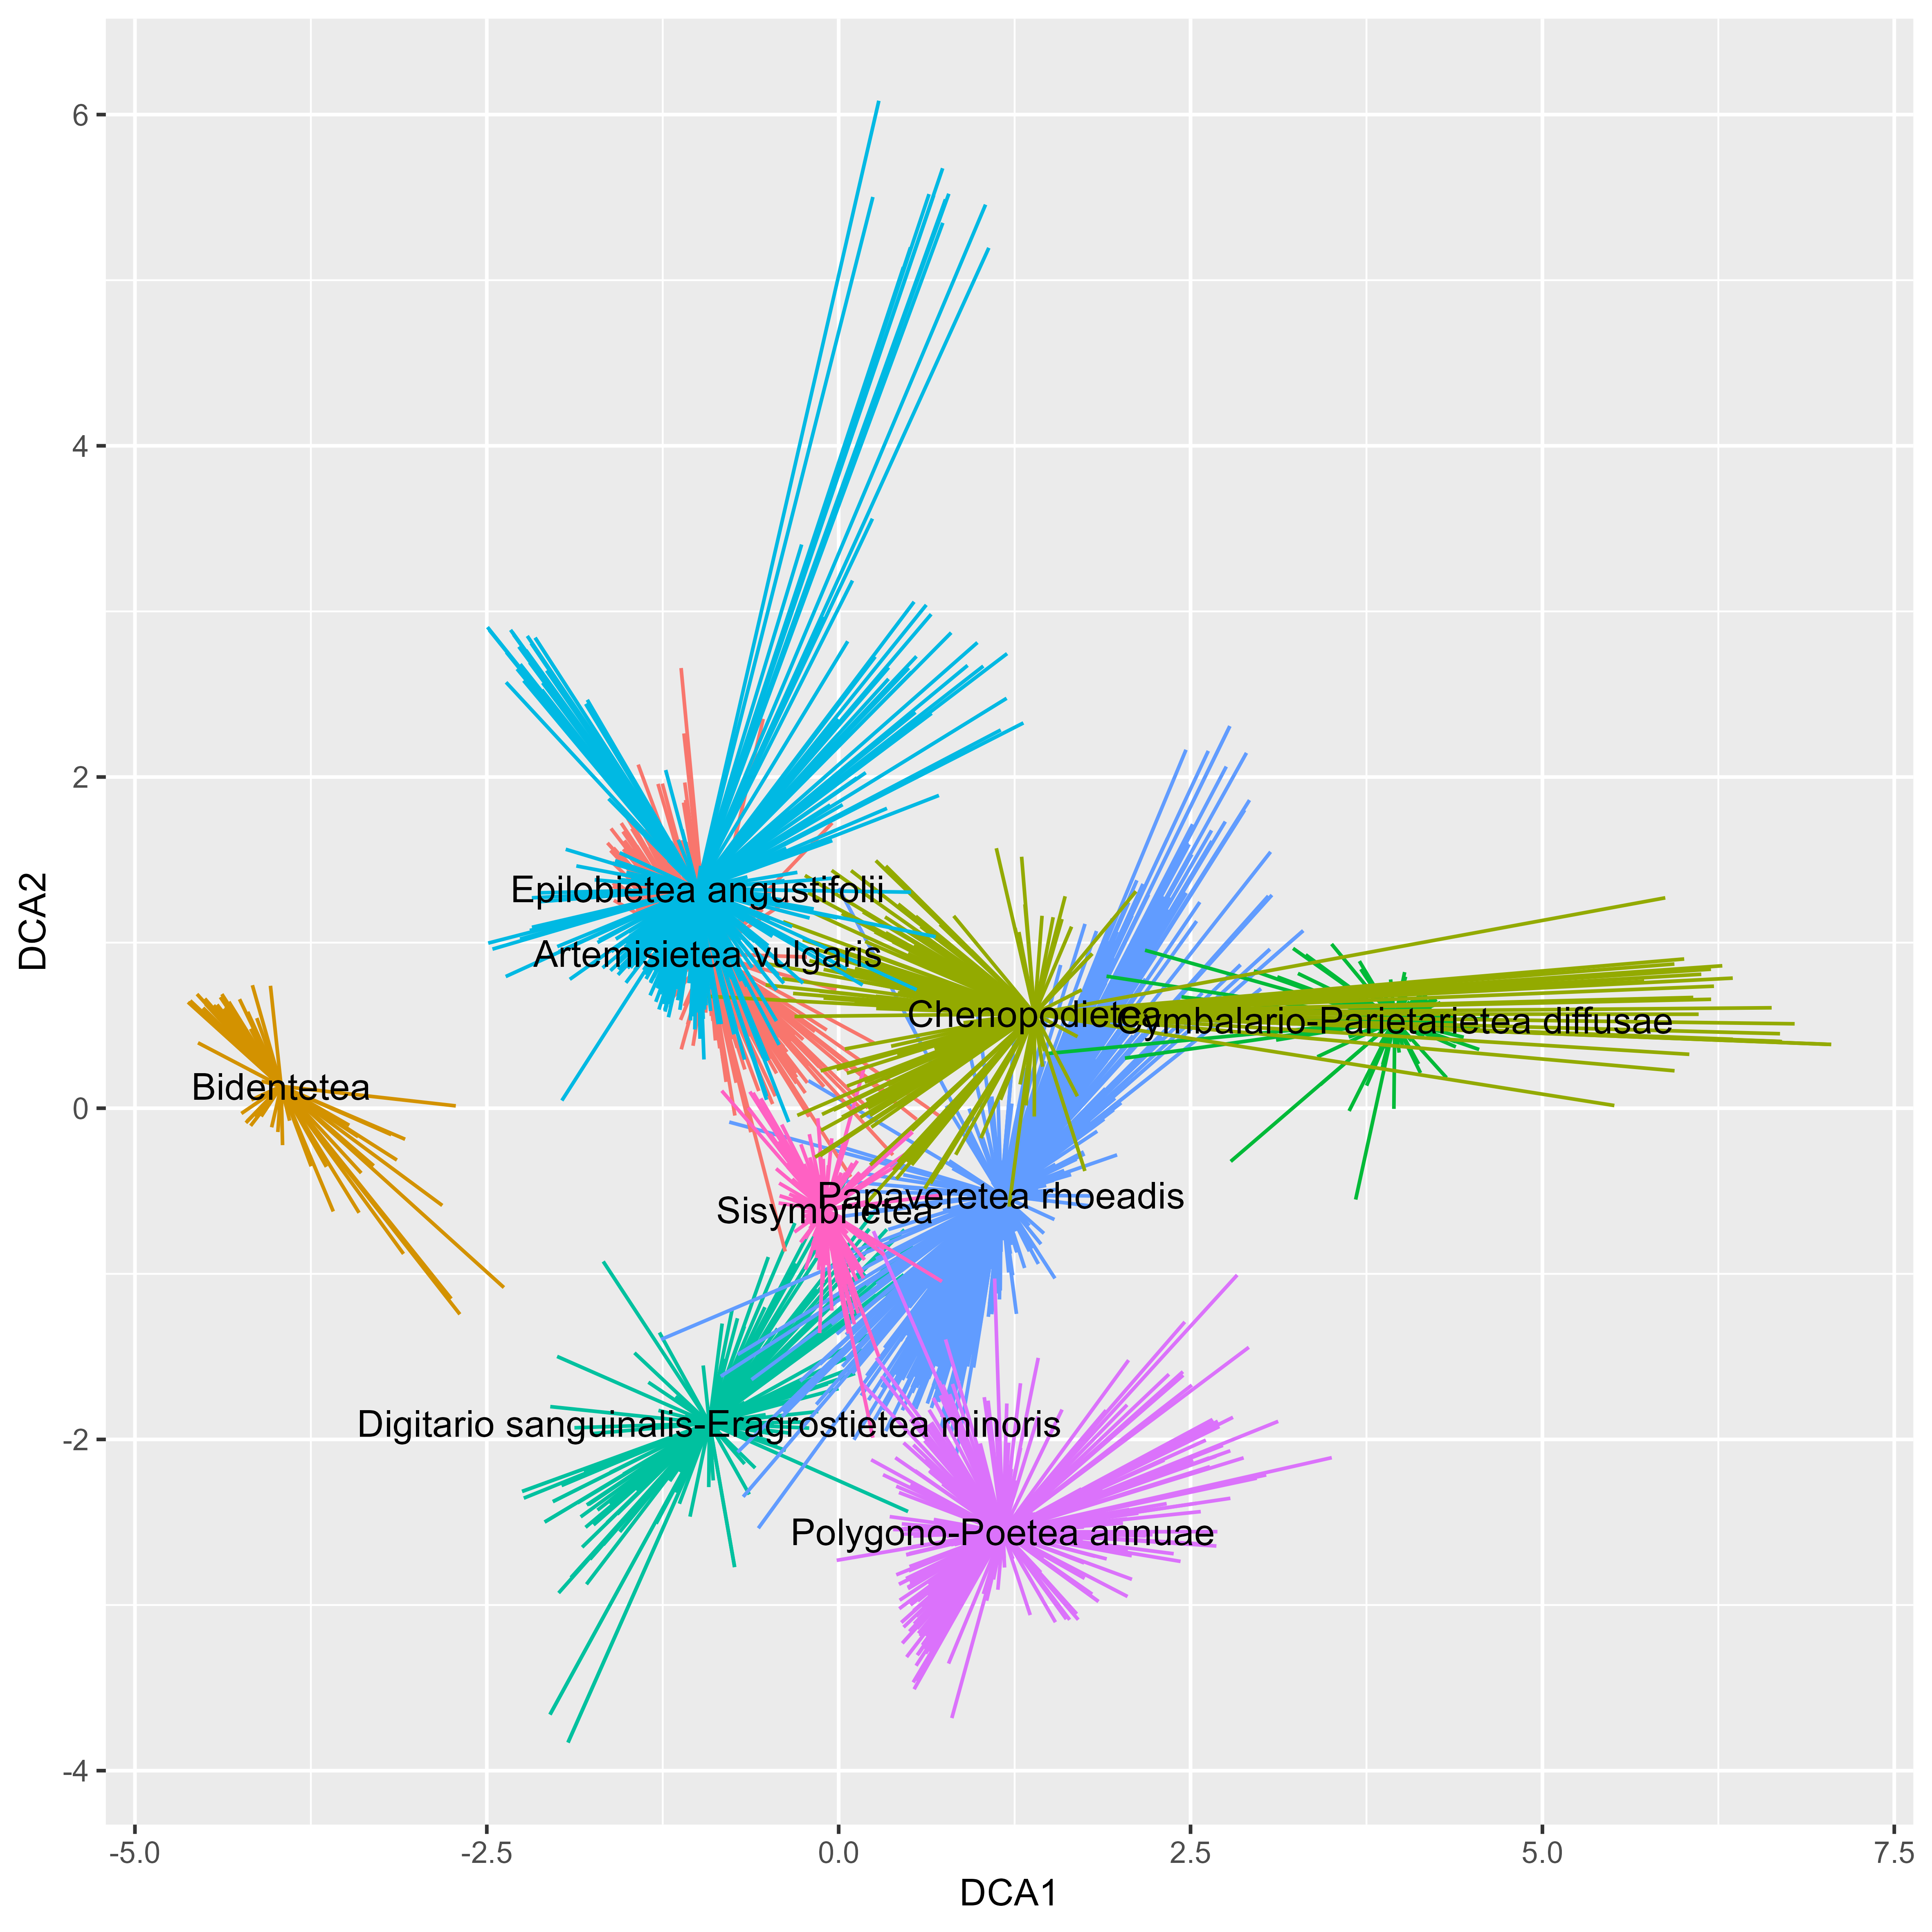 6
4
2
0
-2
-4
DCA2
Epilobietea angustifolii
Artemisietea vulgaris
Chenopodietea
Cymbalario-Parietarietea diffusae
Bidentetea
Papaveretea rhoeadis
Sisymbrietea
Digitario sanguinalis-Eragrostietea minoris
Polygono-Poetea annuae
-5.0 -2.5 0.0 2.5 5.0 7.5
DCA1